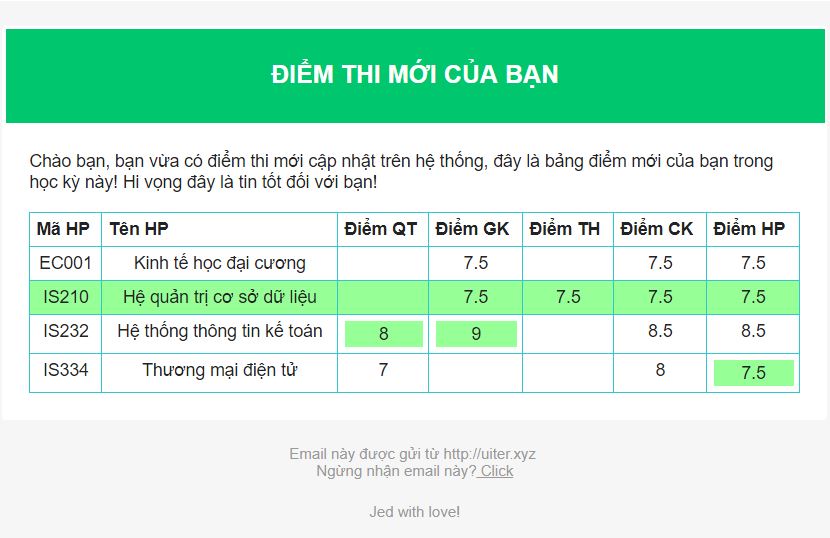 ĐIỂM THI MỚI CỦA BẠN
Chào bạn, bạn vừa có điểm thi mới cập nhật trên hệ thống, đây là bảng điểm mới của bạn trong
học kỳ này! Hi vọng đây là tin tốt đối với bạn!
Mã HP Tên HP Điểm QT Điểm GK Điểm TH Điểm CK Điểm HP
EC001 Kinh tế học đại cương 7.5 7.5 7.5
IS210 Hệ quản trị cơ sở dữ liệu 7.5 7.5 7.5 7.5
IS232 Hệ thống thông tin kế toán 8 9 8.5 8.5
IS334 Thương mại điện tử 7 8 7.5
Email này được gửi từ http://uiter.xyz
Ngừng nhận email này? Click
Jed with love!